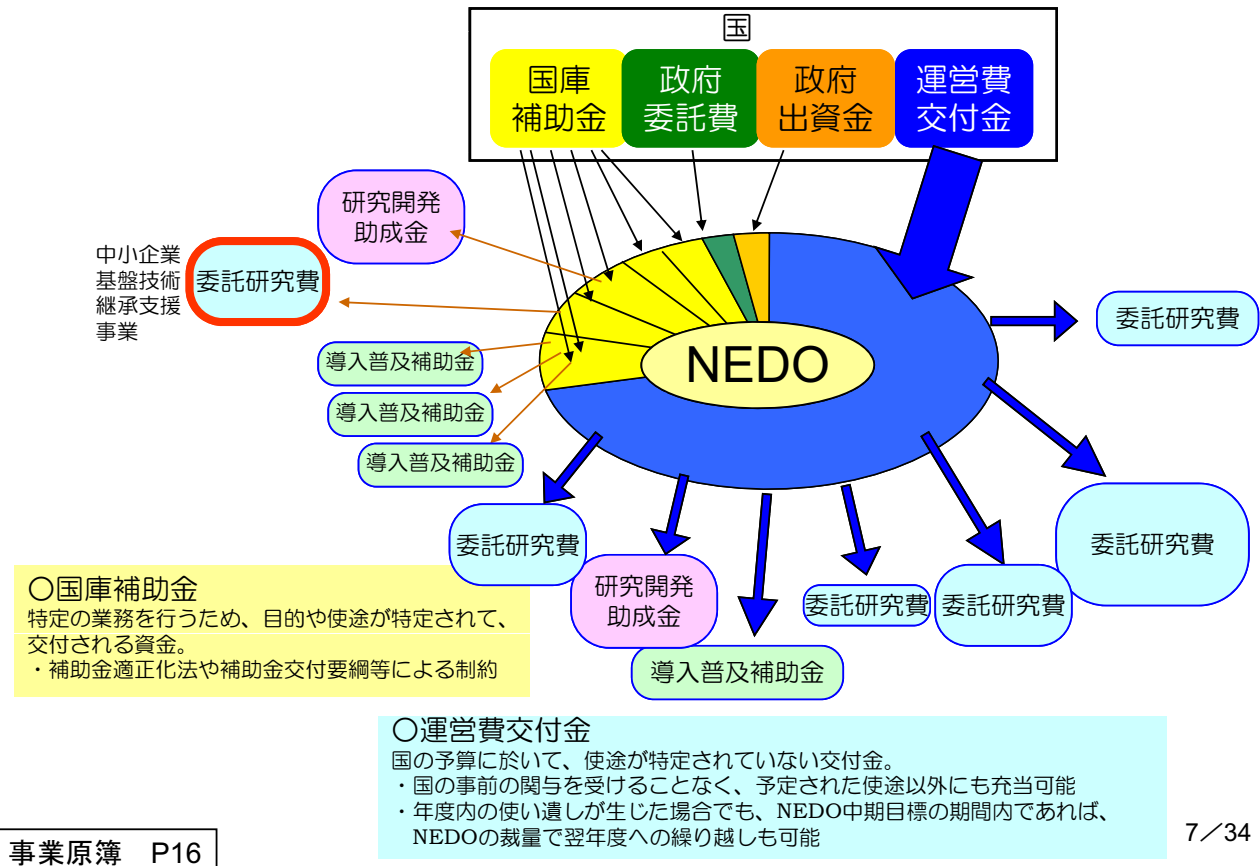 国
国庫
補助金
政府
委託費
政府
出資金
運営費
交付金
研究開発
助成金
中小企業
基盤技術
継承支援
事業
委託研究費
導入普及補助金
導入普及補助金
導入普及補助金
NEDO
委託研究費
委託研究費
委託研究費
研究開発
助成金
導入普及補助金
委託研究費
委託研究費
〇国庫補助金
特定の業務を行うため、目的や使途が特定されて、
交付される資金。
・補助金適正化法や補助金交付要綱等による制約
〇運営費交付金
国の予算に於いて、使途が特定されていない交付金。
・国の事前の関与を受けることなく、予定された使途以外にも充当可能
・年度内の使い遺しが生じた場合でも、NEDO中期目標の期間内であれば、
NEDOの裁量で翌年度への繰り越しも可能
事業原簿 P16
7／34